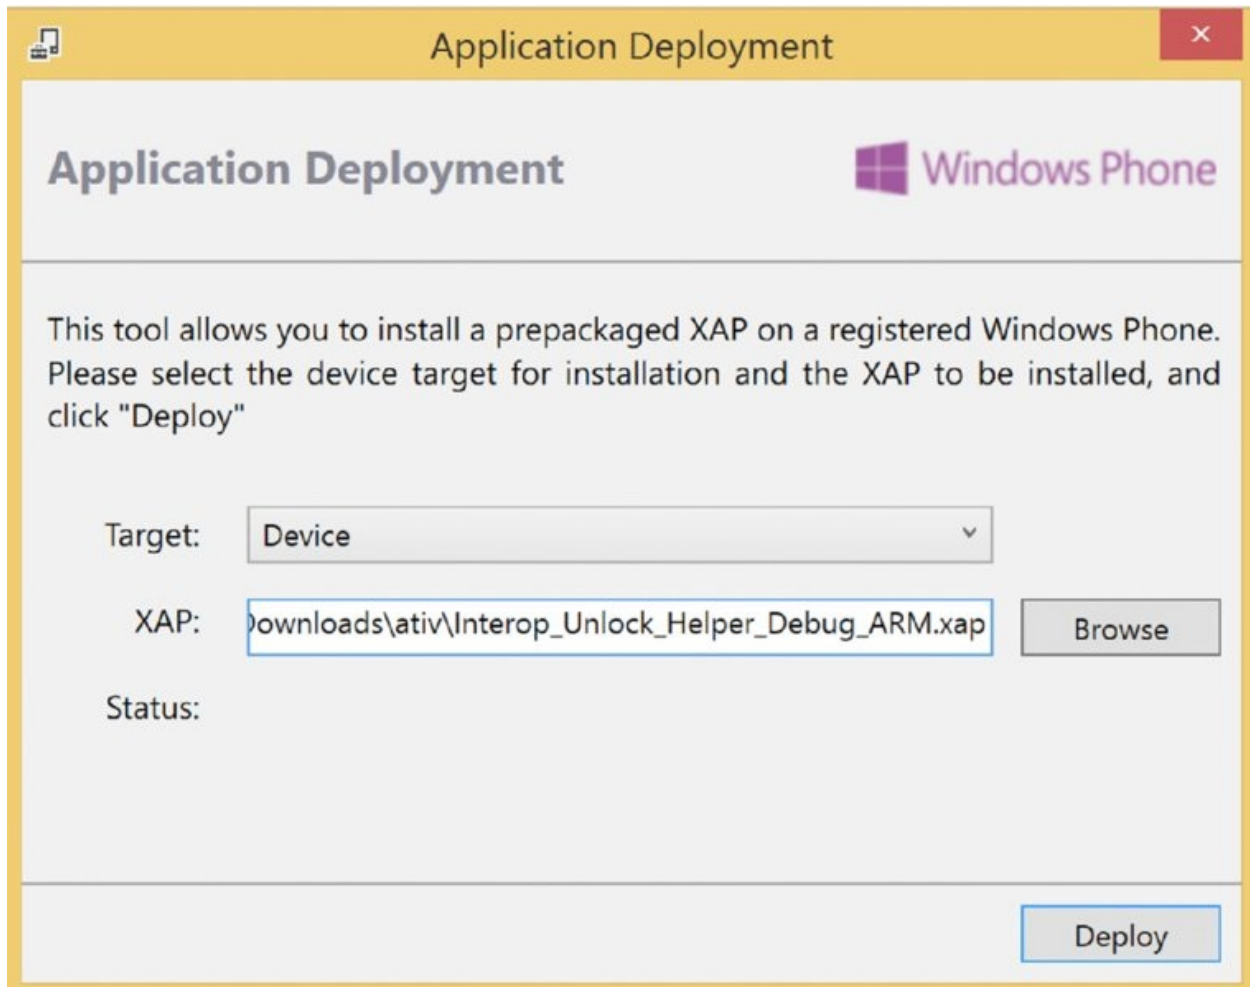 Application Deployment
Application Deployment
Windows Phone
This tool allows you to install a prepackaged XAP on a registered Windows Phone.
Please select the device target for installation and the XAP to be installed, and
click "Deploy"
Target: Device
XAP: ownloads\ativ\Interop_Unlock_Helper_Debug_ARM.xap Browse
Status:
Deploy